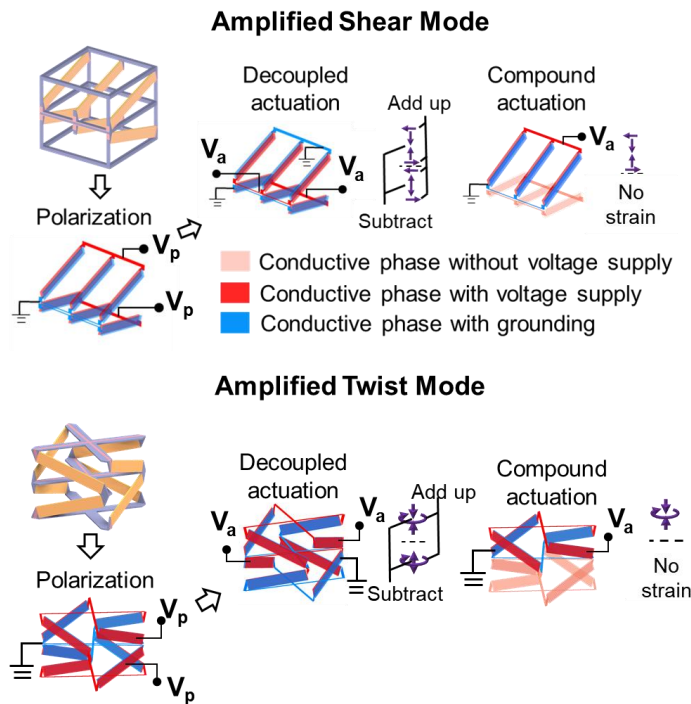 Amplified Shear Mode
Decoupled
actuation
Add up
Compound
actuation
Va
Va
Va
Subtract
No
strain
Polarization
Vp
Vp
Conductive phase without voltage supply
Conductive phase with voltage supply
Conductive phase with grounding
Amplified Twist Mode
Decoupled
actuation
Add up
Compound
actuation
Va
Va
Va
Subtract
No
strain
Polarization
Vp
Vp